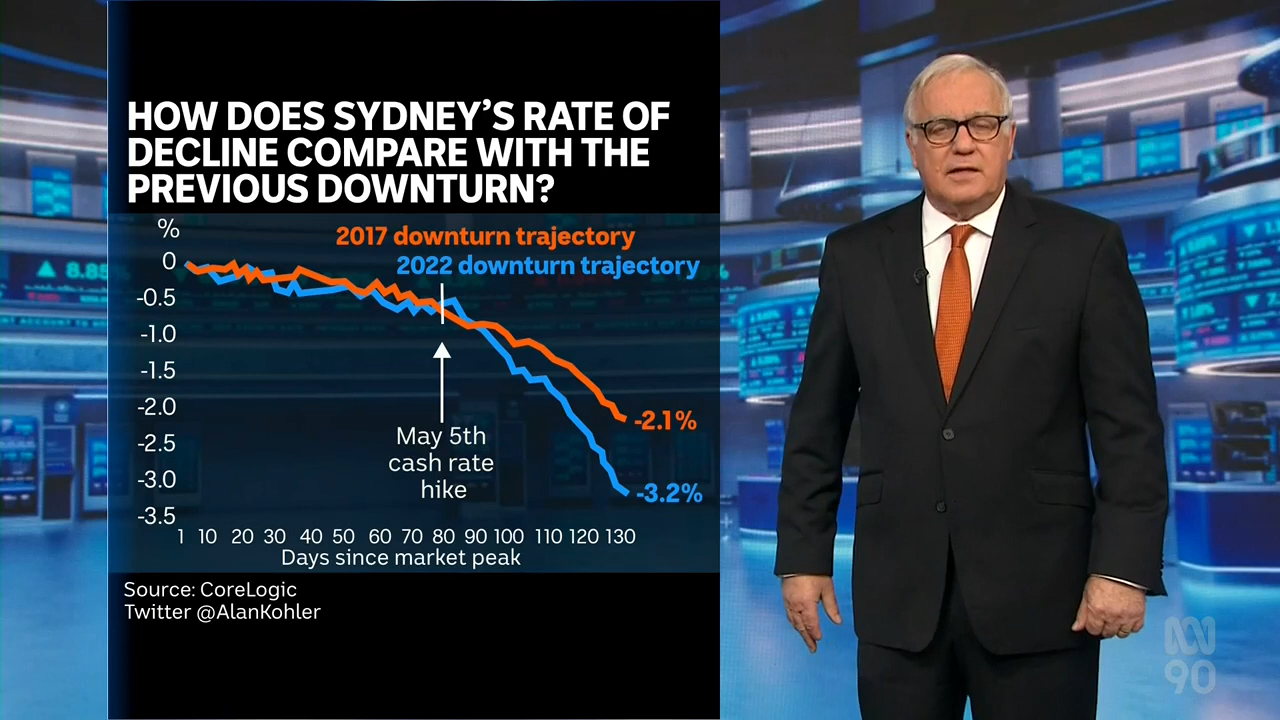 HOW DOES SYDNEY'S RATE OF
DECLINE COMPARE WITH THE
PREVIOUS DOWNTURN?
%
2017 downturn trajectory
2022 downturn trajectory
0
-0.5
-1.0
-1.5
-2.0
-2.5
-3.0
-3.5
-2.1%
-3.2%
May 5th
cash rate
hike
1 10 20 30 40 50 60 70 80 90 100 110 120 130
Days since market peak
Source: CoreLogic
Twitter @AlanKohler
▲ 8.85
90